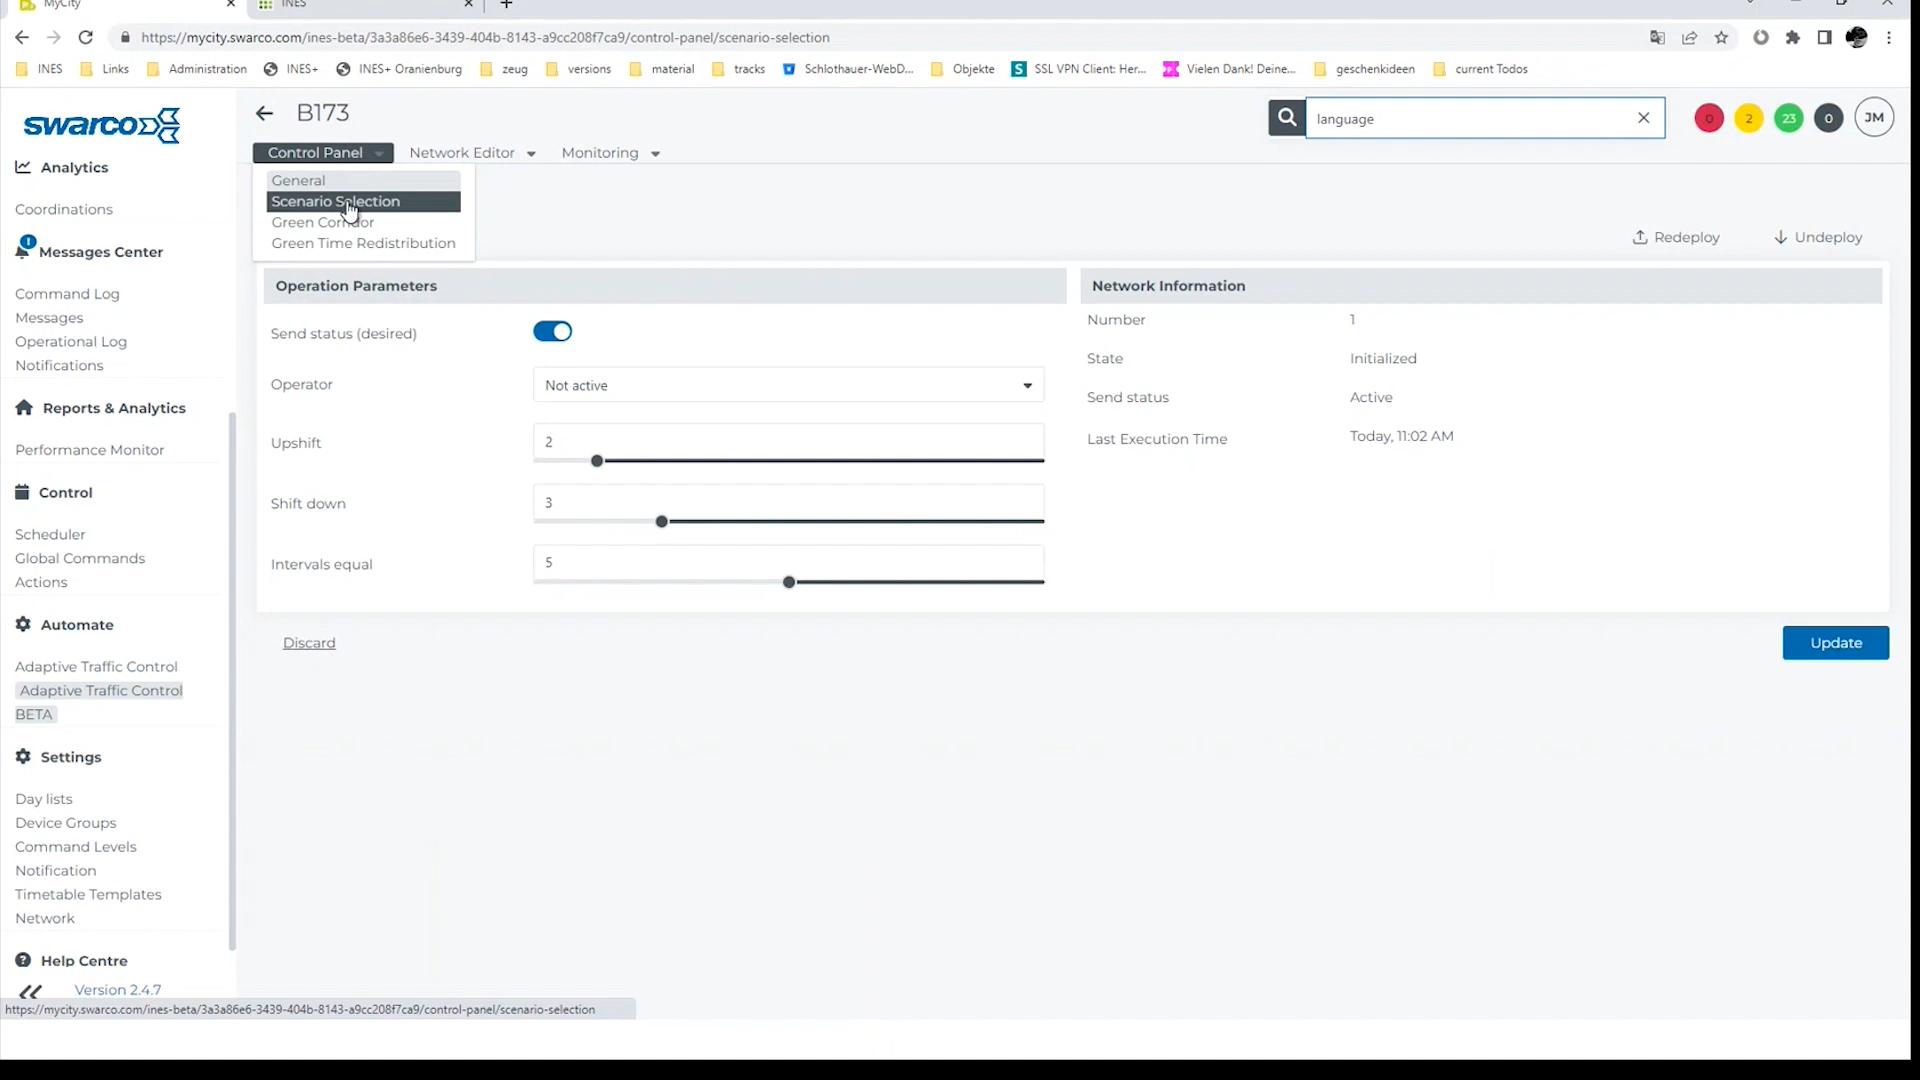 MyCity
INES
https://mycity.swarco.com/ines-beta/3a3a86e6-3439-404b-8143-a9cc208f7ca9/control-panel/scenario-selection
INES Links Administration INES+ INES+ Oranienburg zeug versions material tracks Schlothauer-WebD... Objekte SSL VPN Client: Her... Vielen Dank! Deine... geschenkideen current Todos
swarco
B173
language
0 2 23 0 JM
Control Panel Network Editor Monitoring
General
Scenario Selection
Green Corridor
Green Time Redistribution
Redeploy Undeploy
Analytics
Coordinations
1
Messages Center
Command Log
Messages
Operational Log
Notifications
Reports & Analytics
Performance Monitor
Control
Scheduler
Global Commands
Actions
Automate
Adaptive Traffic Control
Adaptive Traffic Control
BETA
Settings
Day lists
Device Groups
Command Levels
Notification
Timetable Templates
Network
Help Centre
Version 2.4.7
Operation Parameters
Send status (desired)
Operator Not active
Upshift 2
Shift down 3
Intervals equal 5
Network Information
Number 1
State Initialized
Send status Active
Last Execution Time Today, 11:02 AM
Discard Update
https://mycity.swarco.com/ines-beta/3a3a86e6-3439-404b-8143-a9cc208f7ca9/control-panel/scenario-selection